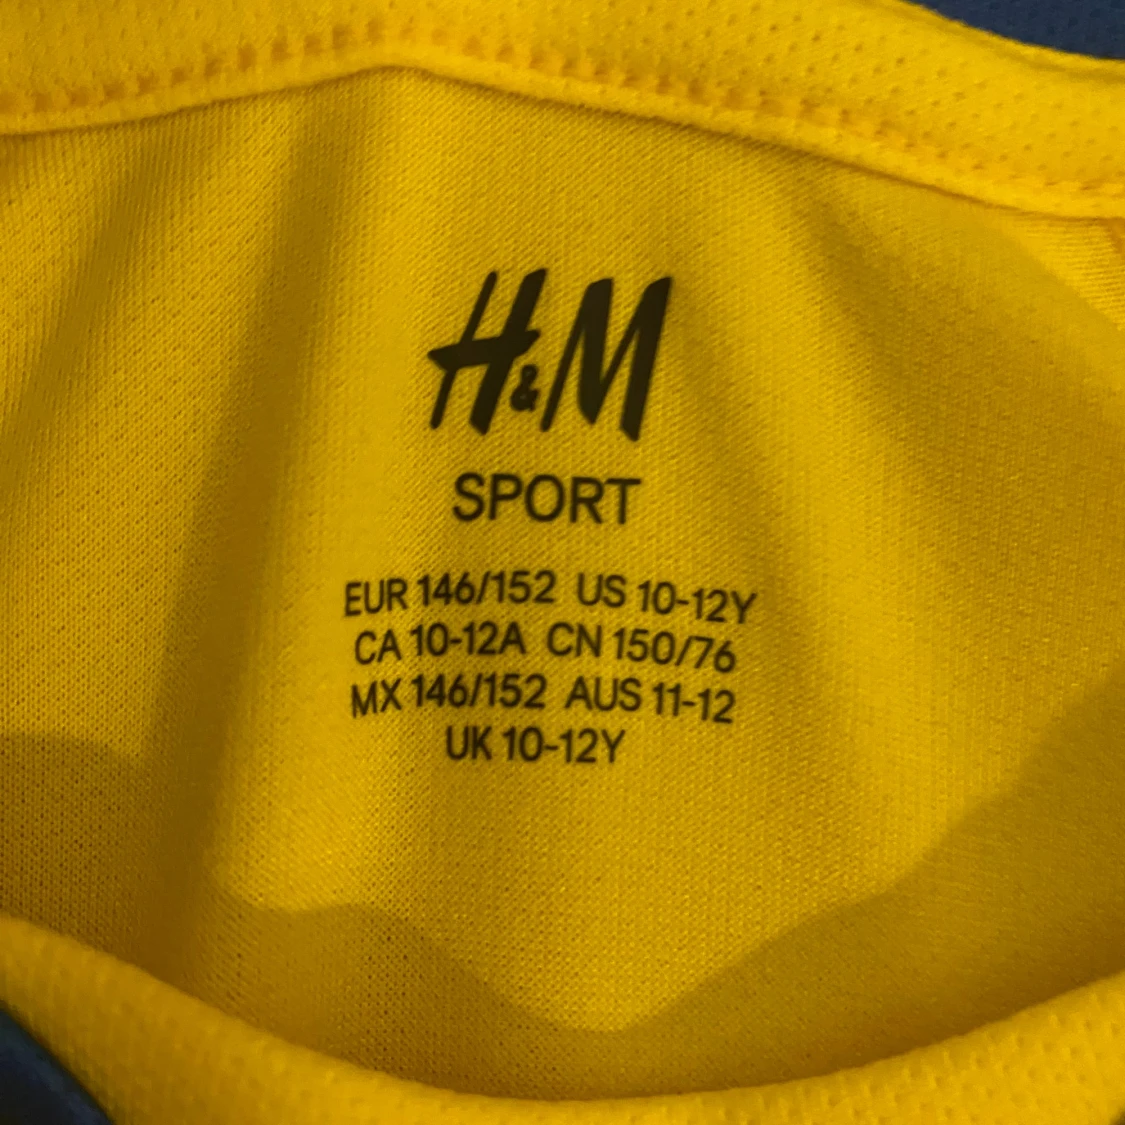 H&M
SPORT
EUR 146/152 US 10-12Y
CA 10-12A CN 150/76
MX 146/152 AUS 11-12
UK 10-12Y